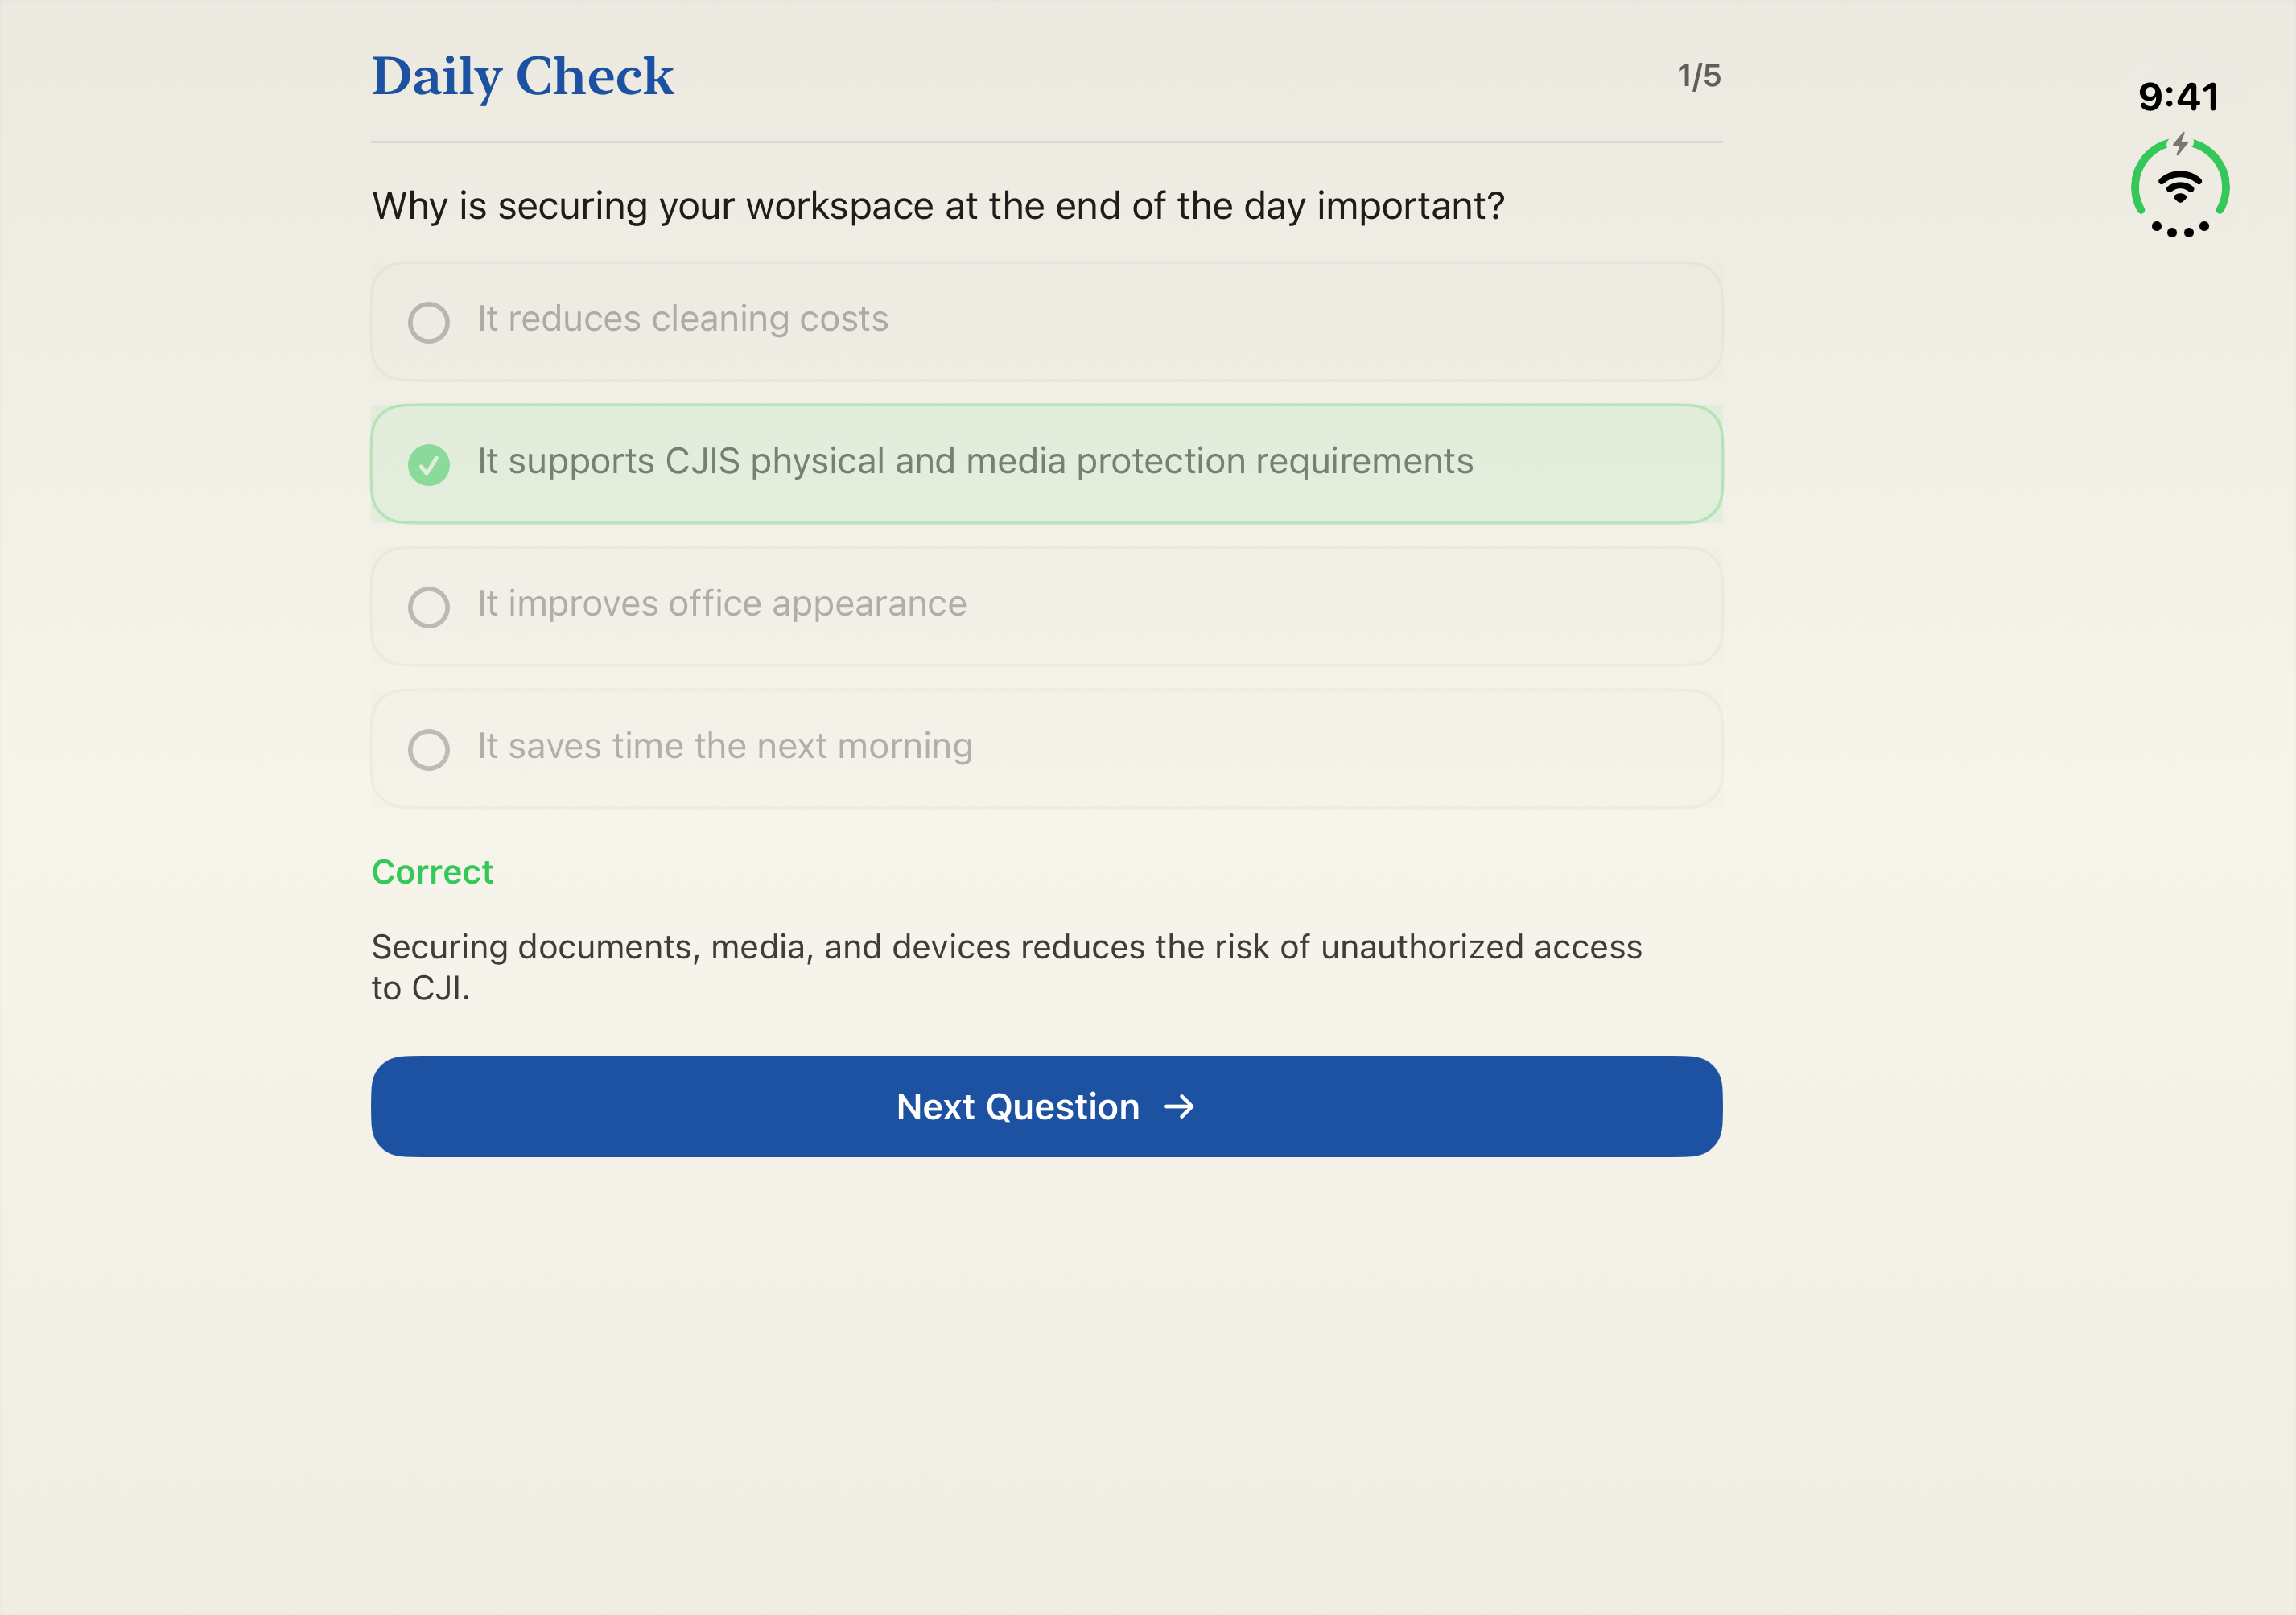 Daily Check
1/5
9:41
Why is securing your workspace at the end of the day important?
It reduces cleaning costs
It supports CJIS physical and media protection requirements
It improves office appearance
It saves time the next morning
Correct
Securing documents, media, and devices reduces the risk of unauthorized access
to CJI.
Next Question →